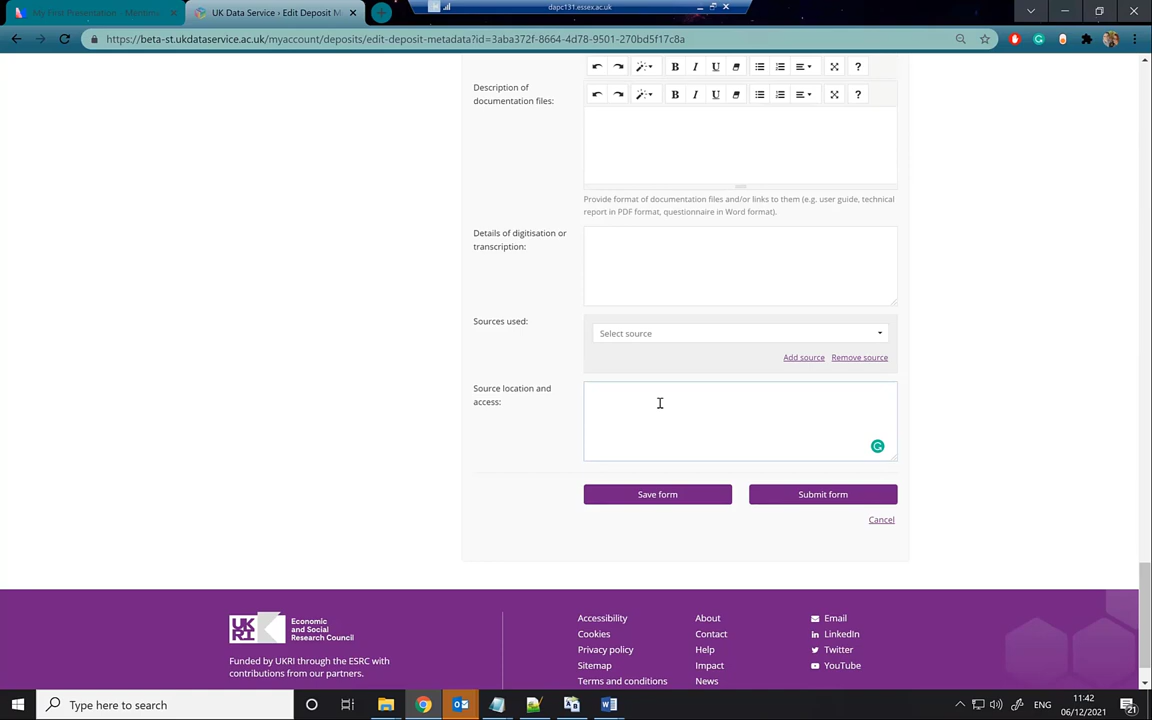 dapc131.essex.ac.uk
My First Presentation - Maritime
UK Data Service › Edit Deposit M
https://beta-st.ukdataservice.ac.uk/myaccount/deposits/edit-deposit-metadata?id=3aba372f-8664-4d78-9501-270bd5f17c8a
B I U ?
Description of
documentation files:
B I U ?
Provide format of documentation files and/or links to them (e.g. user guide, technical
report in PDF format, questionnaire in Word format).
Details of digitisation or
transcription:
Sources used:
Select source
Add source Remove source
Source location and
access:
Save form Submit form
Cancel
UK
RI
Economic
and Social
Research Council
Funded by UKRI through the ESRC with
contributions from our partners.
Accessibility
Cookies
Privacy policy
Sitemap
Terms and conditions
About
Contact
Help
Impact
News
Email
LinkedIn
Twitter
YouTube
Type here to search
ENG
11:42
06/12/2021
21